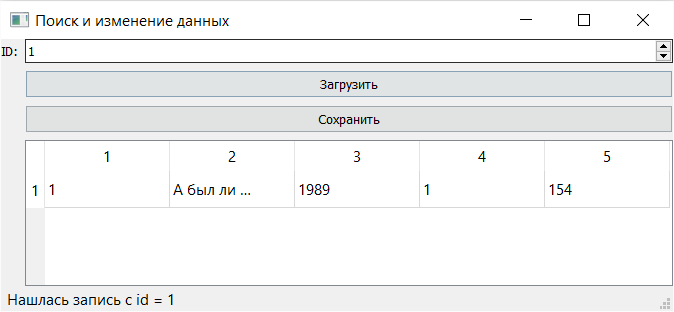 Поиск и изменение данных
ID: 1
Загрузить
Сохранить
1 2 3 4 5
1 1 А был ли ... 1989 1 154
Нашлась запись с id = 1